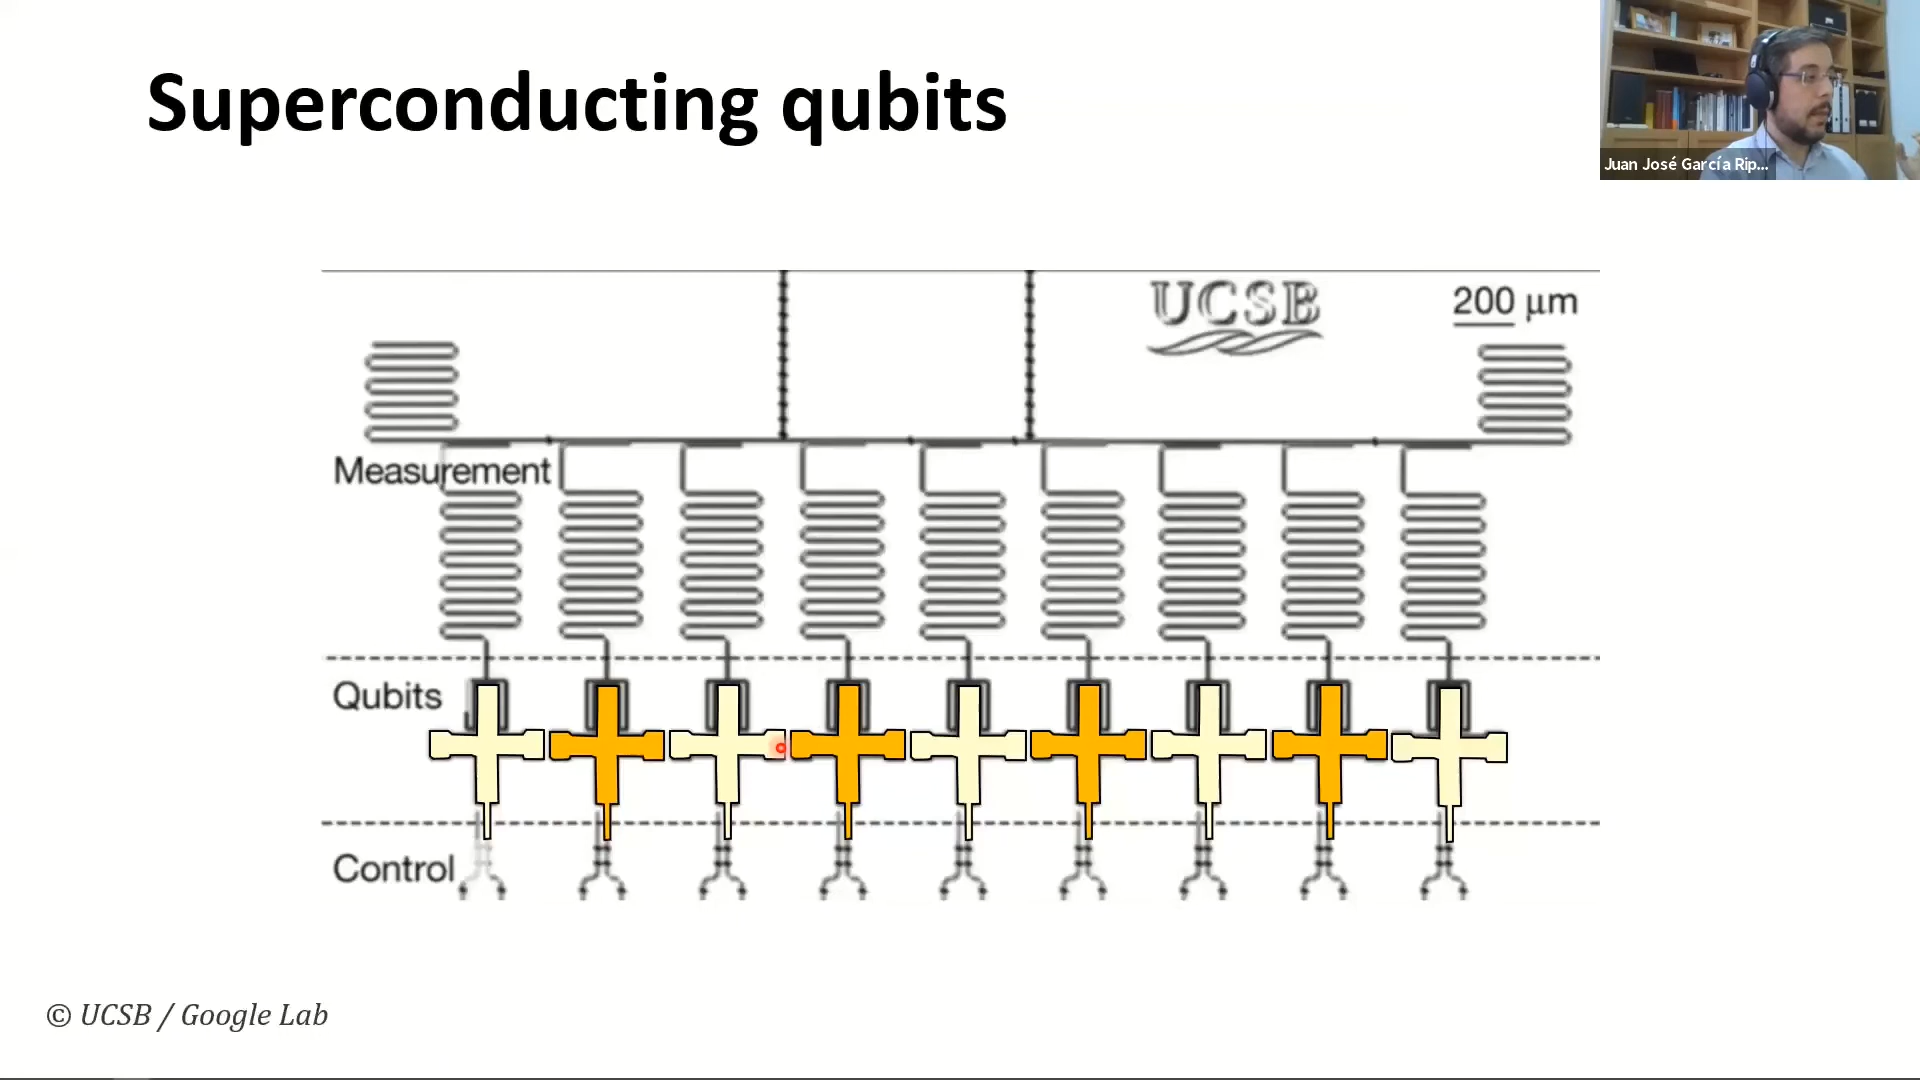 Superconducting qubits
Juan José García Rip...
UCSB
200 μm
Measurement
Qubits
Control
© UCSB / Google Lab